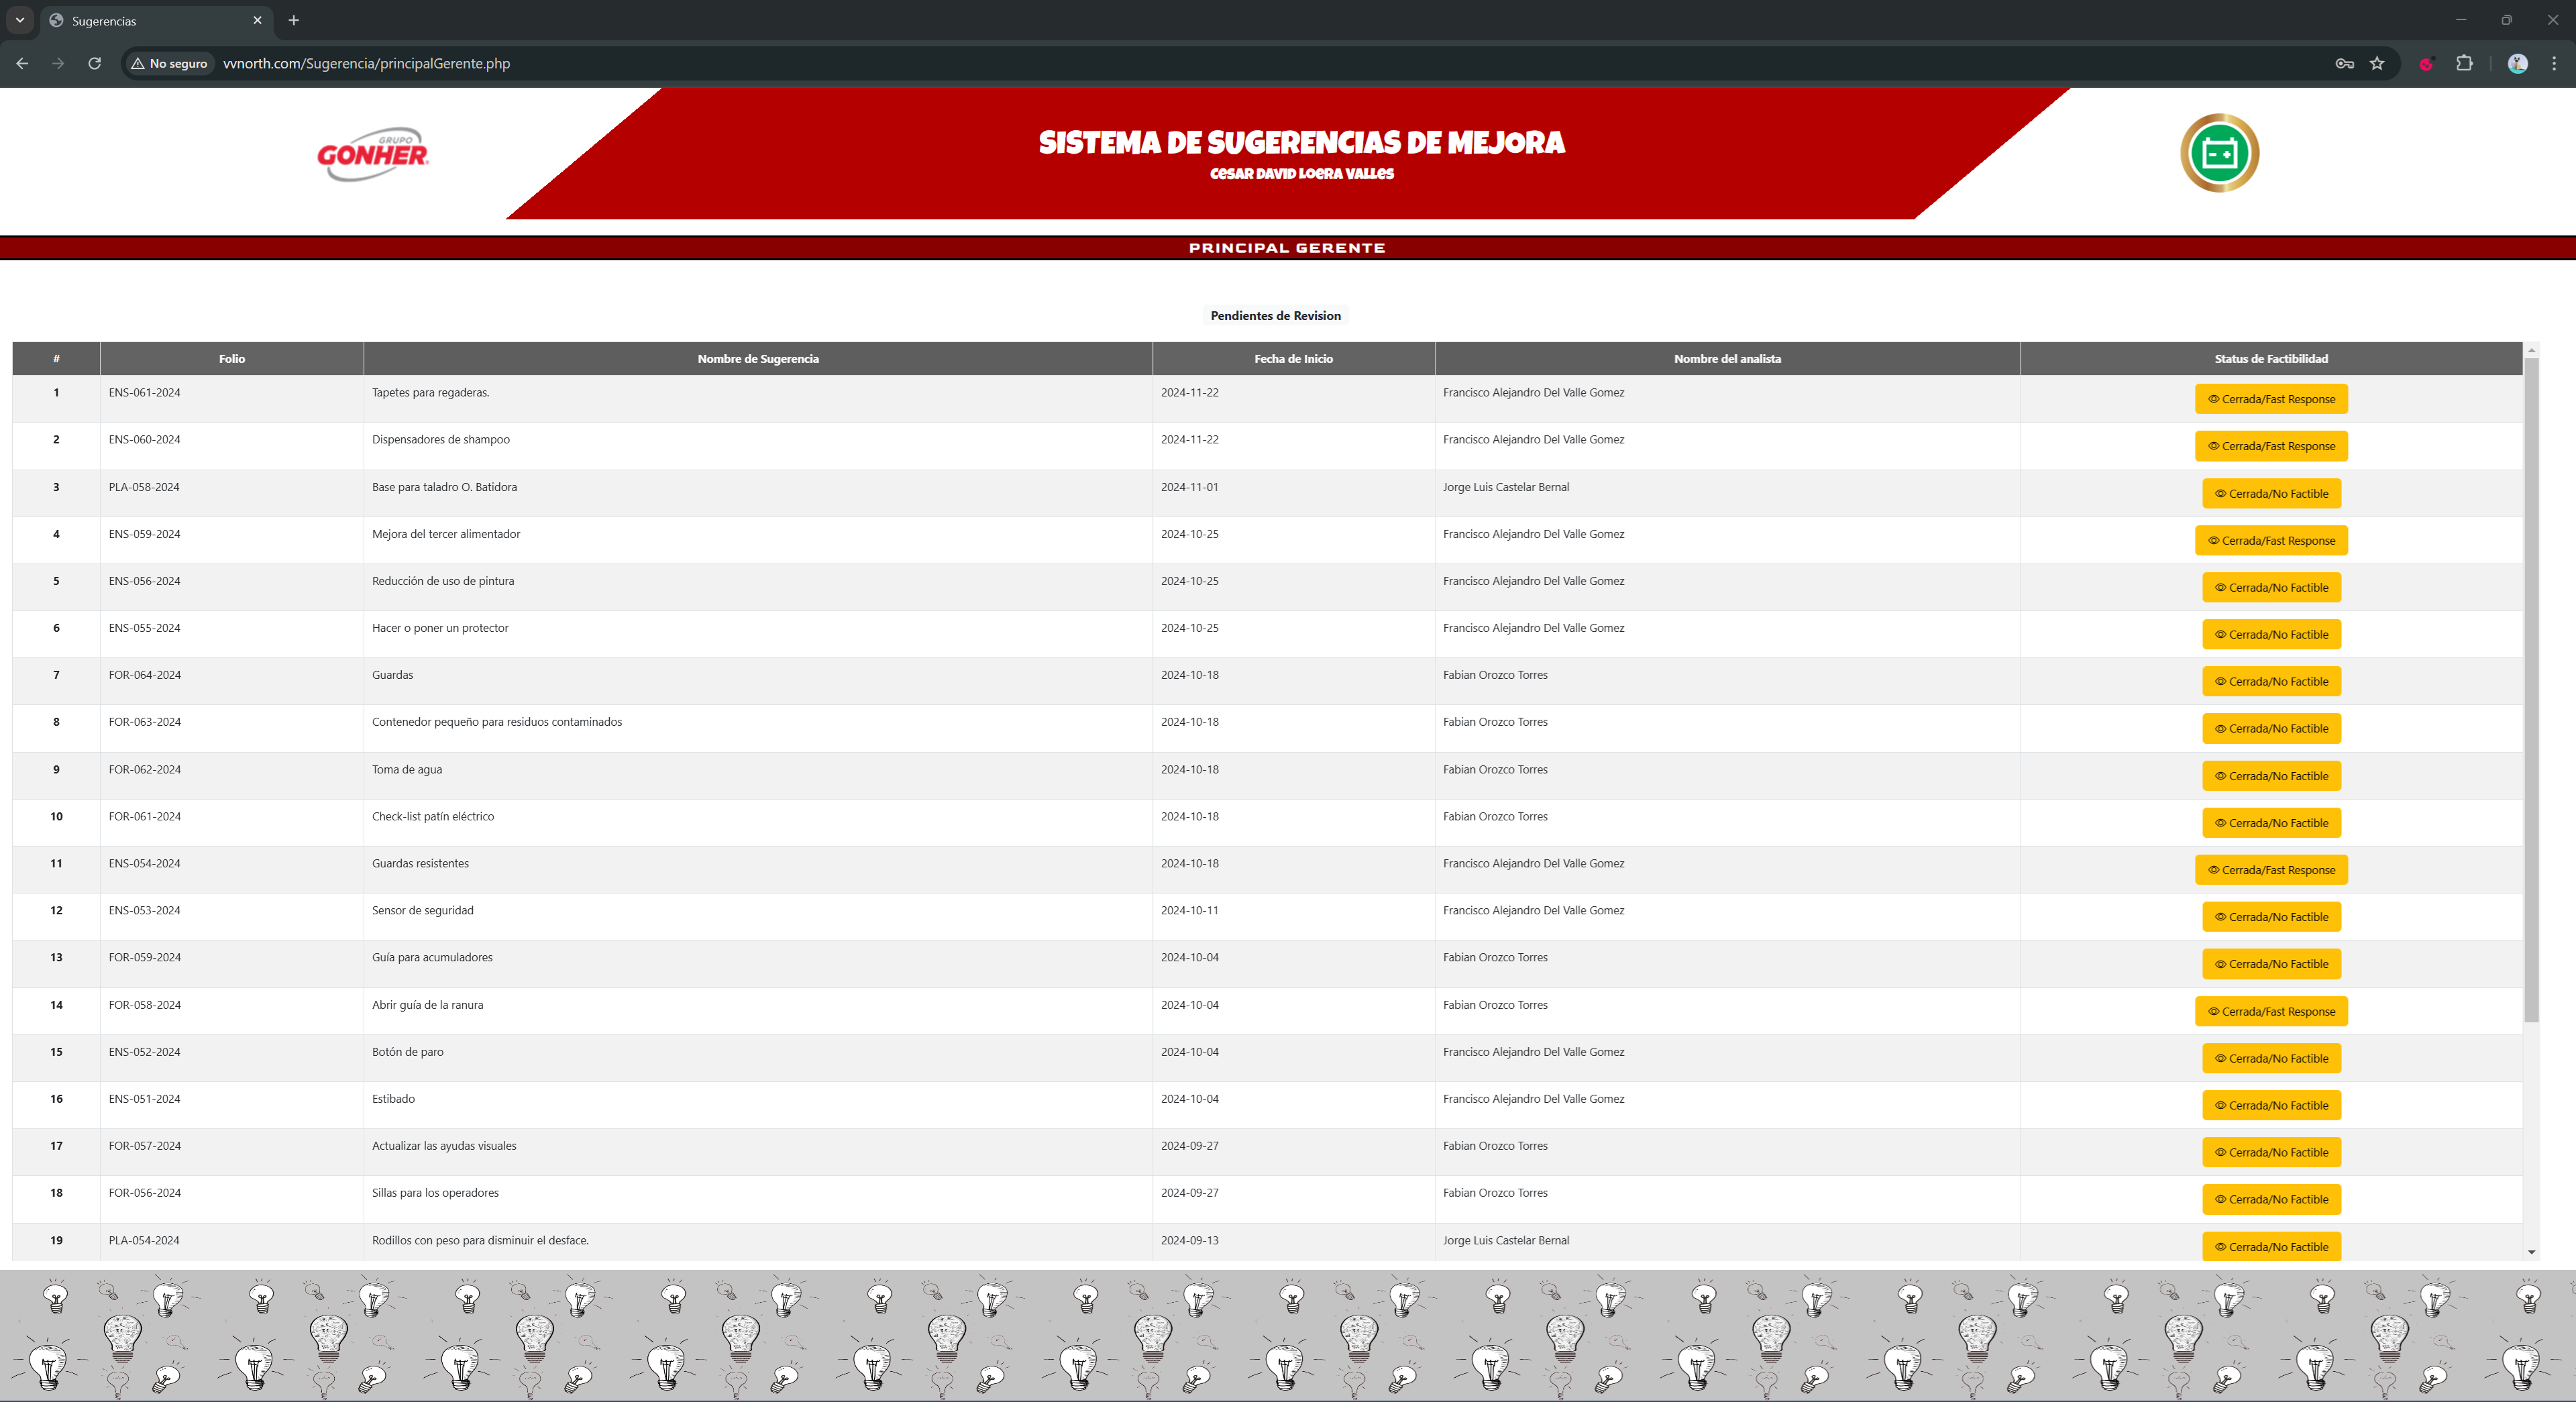 Sugerencias
No seguro vvnorth.com/Sugerencia/principalGerente.php
GRUPO
GONHER
SISTEMA DE SUGERENCIAS DE MEJORA
CESAR DAVID LOERA VALLES
PRINCIPAL GERENTE
Pendientes de Revision
# Folio Nombre de Sugerencia Fecha de Inicio Nombre del analista Status de Factibilidad
1 ENS-061-2024 Tapetes para regaderas. 2024-11-22 Francisco Alejandro Del Valle Gomez Cerrada/Fast Response
2 ENS-060-2024 Dispensadores de shampoo 2024-11-22 Francisco Alejandro Del Valle Gomez Cerrada/Fast Response
3 PLA-058-2024 Base para taladro O. Batidora 2024-11-01 Jorge Luis Castelar Bernal Cerrada/No Factible
4 ENS-059-2024 Mejora del tercer alimentador 2024-10-25 Francisco Alejandro Del Valle Gomez Cerrada/Fast Response
5 ENS-056-2024 Reducción de uso de pintura 2024-10-25 Francisco Alejandro Del Valle Gomez Cerrada/No Factible
6 ENS-055-2024 Hacer o poner un protector 2024-10-25 Francisco Alejandro Del Valle Gomez Cerrada/No Factible
7 FOR-064-2024 Guardas 2024-10-18 Fabian Orozco Torres Cerrada/No Factible
8 FOR-063-2024 Contenedor pequeño para residuos contaminados 2024-10-18 Fabian Orozco Torres Cerrada/No Factible
9 FOR-062-2024 Toma de agua 2024-10-18 Fabian Orozco Torres Cerrada/No Factible
10 FOR-061-2024 Check-list patín eléctrico 2024-10-18 Fabian Orozco Torres Cerrada/No Factible
11 ENS-054-2024 Guardas resistentes 2024-10-18 Francisco Alejandro Del Valle Gomez Cerrada/Fast Response
12 ENS-053-2024 Sensor de seguridad 2024-10-11 Francisco Alejandro Del Valle Gomez Cerrada/No Factible
13 FOR-059-2024 Guía para acumuladores 2024-10-04 Fabian Orozco Torres Cerrada/No Factible
14 FOR-058-2024 Abrir guía de la ranura 2024-10-04 Fabian Orozco Torres Cerrada/Fast Response
15 ENS-052-2024 Botón de paro 2024-10-04 Francisco Alejandro Del Valle Gomez Cerrada/No Factible
16 ENS-051-2024 Estibado 2024-10-04 Francisco Alejandro Del Valle Gomez Cerrada/No Factible
17 FOR-057-2024 Actualizar las ayudas visuales 2024-09-27 Fabian Orozco Torres Cerrada/No Factible
18 FOR-056-2024 Sillas para los operadores 2024-09-27 Fabian Orozco Torres Cerrada/No Factible
19 PLA-054-2024 Rodillos con peso para disminuir el desface. 2024-09-13 Jorge Luis Castelar Bernal Cerrada/No Factible